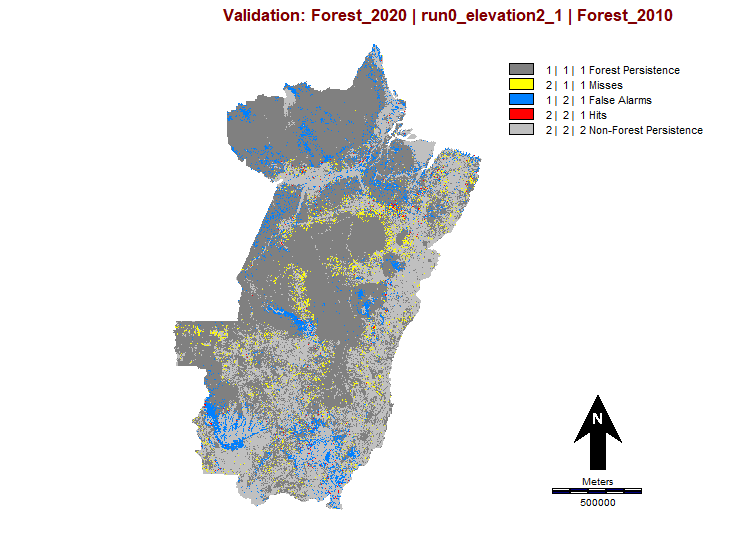 Validation: Forest_2020 | run0_elevation2_1 | Forest_2010
1 | 1 | 1 Forest Persistence
2 | 1 | 1 Misses
1 | 2 | 1 False Alarms
2 | 2 | 1 Hits
2 | 2 | 2 Non-Forest Persistence
N
Meters
500000